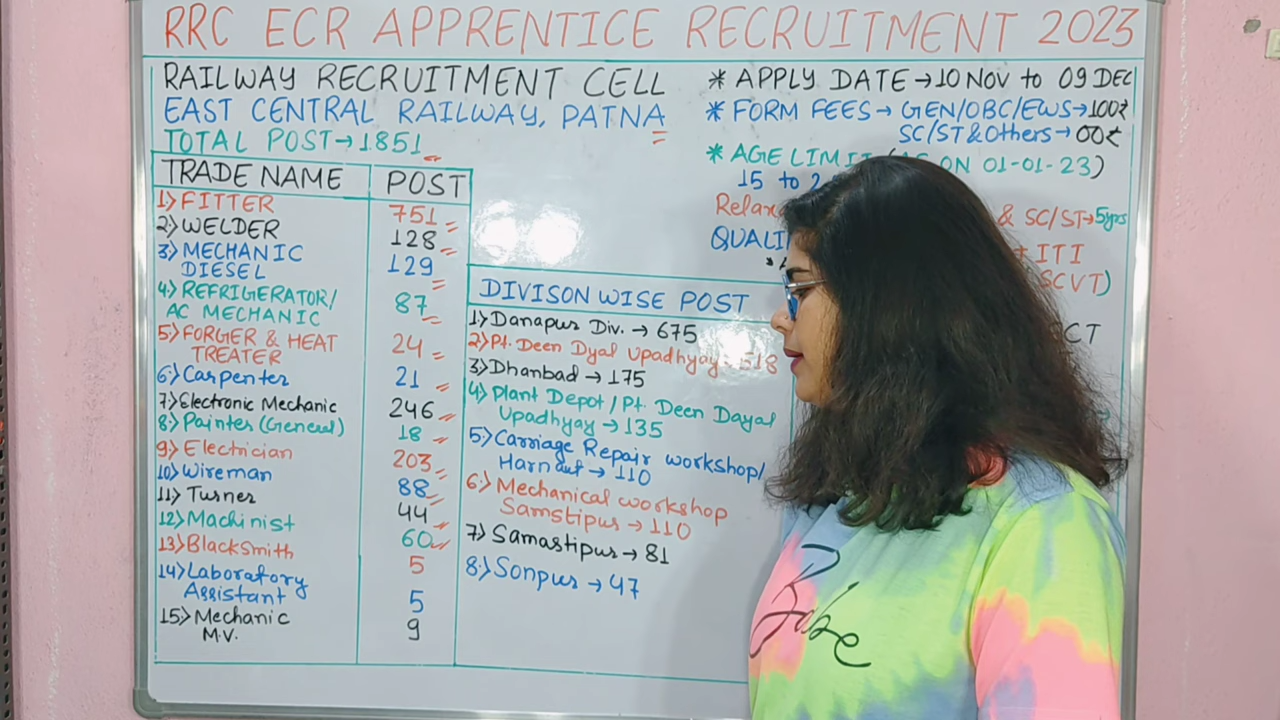 RRC ECR APPRENTICE RECRUITMENT 2023
RAILWAY RECRUITMENT CELL
EAST CENTRAL RAILWAY, PATNA
TOTAL POST→1851
* APPLY DATE→10 NOV to 09 DEC
* FORM FEES→ GEN/OBC/EWS→100₹
SC/ST & Others→00₹
* AGE LIMIT ON 01-01-23)
15 to
& SC/ST→5yrs
ITI
SCVT)
TRADE NAME POST
1) FITTER 751
2) WELDER 128
3) MECHANIC
DIESEL 129
4) REFRIGERATOR/
AC MECHANIC 87
5) FORGER & HEAT
TREATER 24
6) Carpenter 21
7) Electronic Mechanic 246
8) Painter (General) 18
9) Electrician 203
10) Wireman 88
11) Turner 44
12) Machinist 60
13) BlackSmith 5
14) Laboratory
Assistant 5
15) Mechanic
M.V. 9
DIVISON WISE POST
1) Danapur Div. → 675
2) Pt. Deen Dyal Upadhyay - 518
3) Dhanbad → 175
4) Plant Depot / Pt. Deen Dayal
Upadhyay → 135
5) Carriage Repair workshop/
Harnaut → 110
6) Mechanical workshop
Samstipur → 110
7) Samastipur → 81
8) Sonpur → 47
Babe